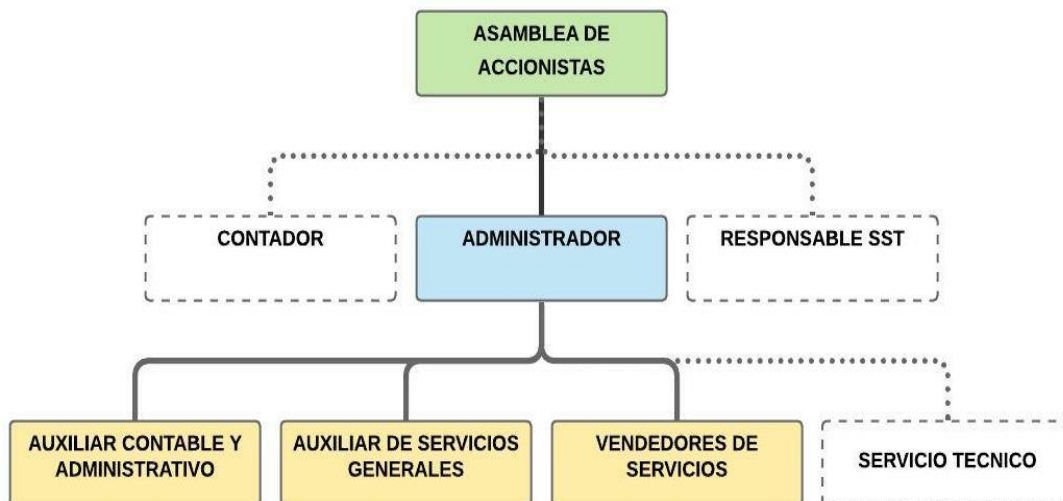 ASAMBLEA DE
ACCIONISTAS
CONTADOR
ADMINISTRADOR
RESPONSABLE SST
AUXILIAR CONTABLE Y
ADMINISTRATIVO
AUXILIAR DE SERVICIOS
GENERALES
VENDEDORES DE
SERVICIOS
SERVICIO TECNICO